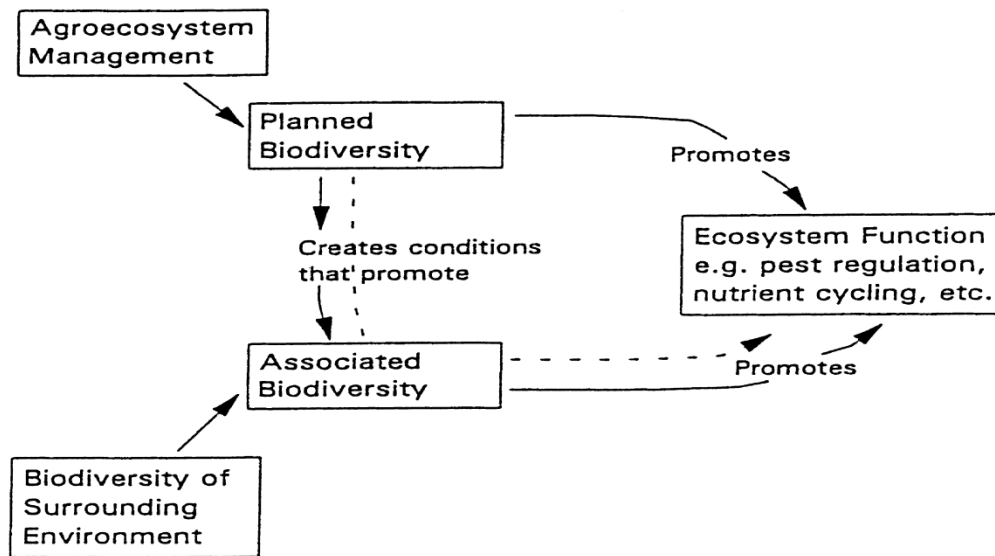 Agroecosystem
Management
Planned
Biodiversity
Promotes
Creates conditions
that promote
Ecosystem Function
e.g. pest regulation,
nutrient cycling, etc.
Associated
Biodiversity
Promotes
Biodiversity of
Surrounding
Environment